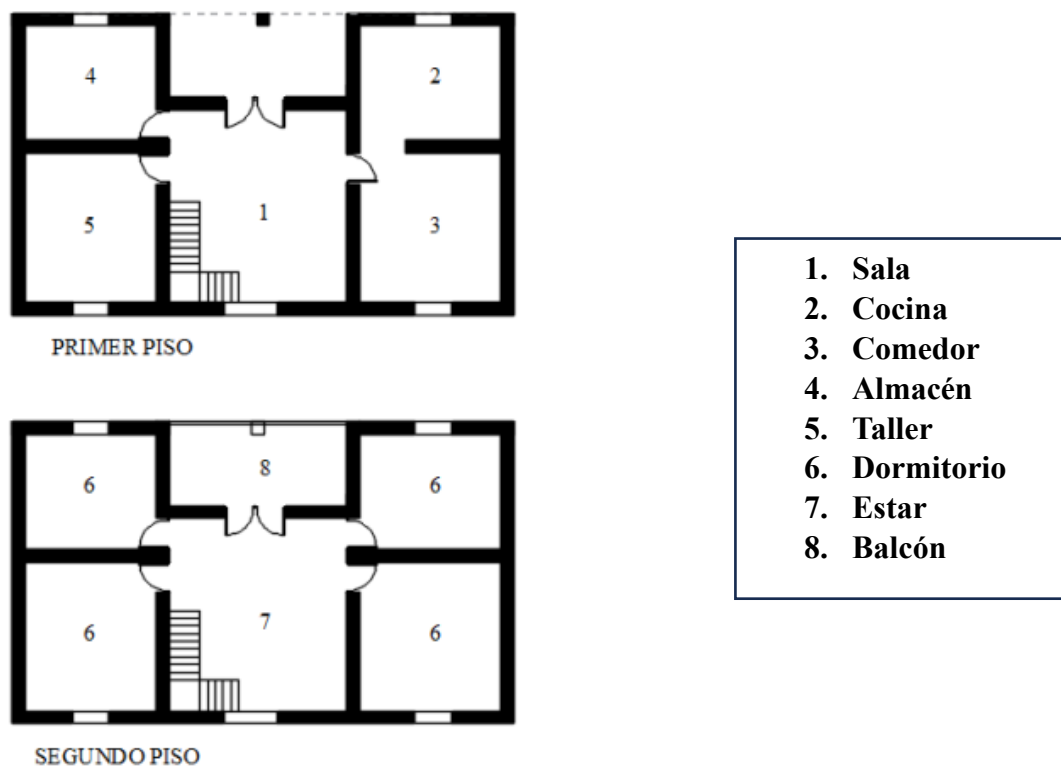 4
2
1
5
3
PRIMER PISO
8
6
6
7
6
6
SEGUNDO PISO
1. Sala
2. Cocina
3. Comedor
4. Almacén
5. Taller
6. Dormitorio
7. Estar
8. Balcón